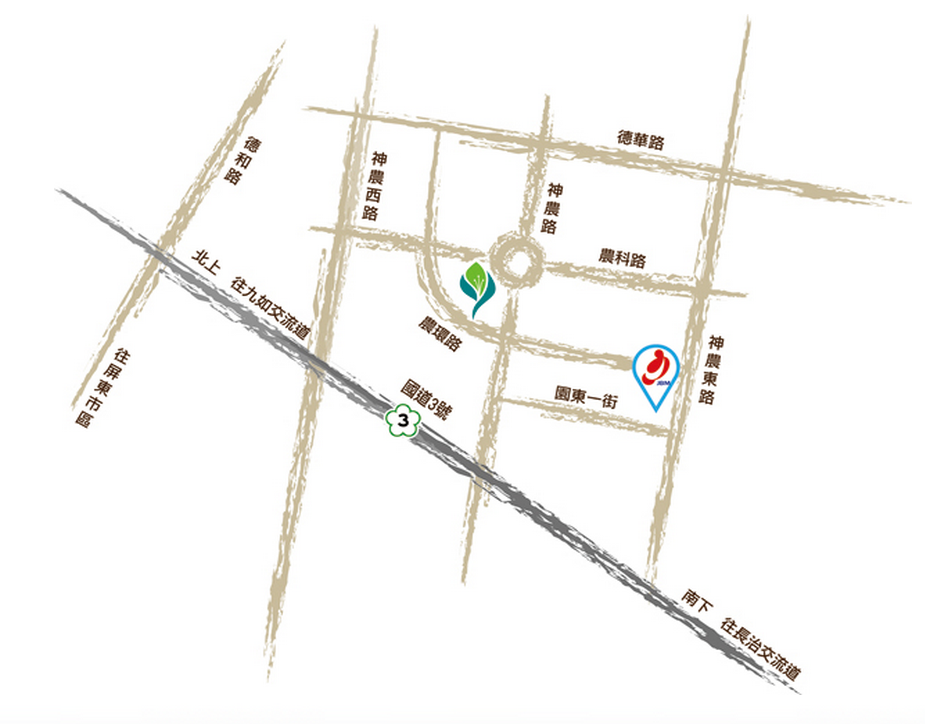 德華路
德和路
神農西路
神農路
農科路
北上 往九如交流道
農環路
神農東路
往屏東市區
JBM
國道3號
園東一街
3
南下 往長治交流道